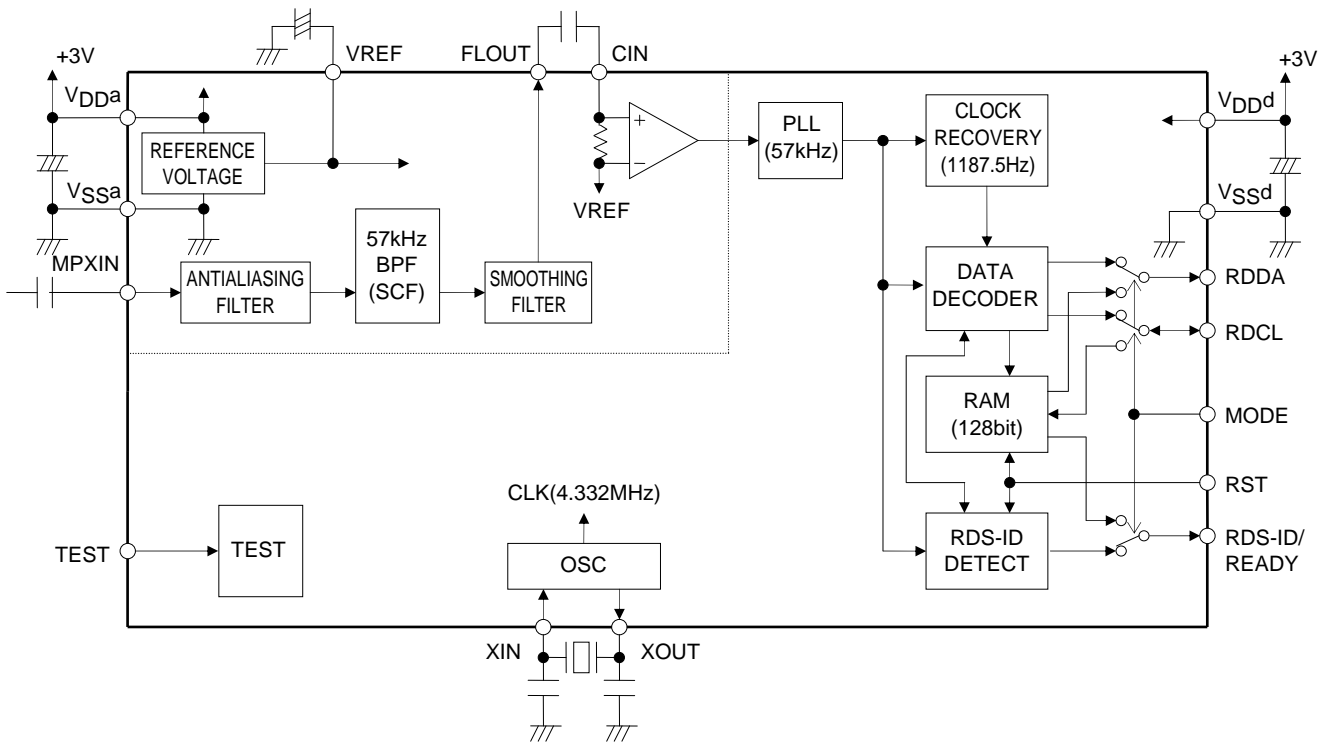 VREF
FLOUT
CIN
+3V
+3V
VDDa
VDDd
REFERENCE
VOLTAGE
PLL
(57kHz)
CLOCK
RECOVERY
(1187.5Hz)
+
−
VREF
VSSa
VSSd
MPXIN
ANTIALIASING
FILTER
57kHz
BPF
(SCF)
SMOOTHING
FILTER
DATA
DECODER
RDDA
RDCL
RAM
(128bit)
MODE
RST
CLK(4.332MHz)
OSC
TEST
TEST
RDS-ID
DETECT
RDS-ID/
READY
XIN
XOUT